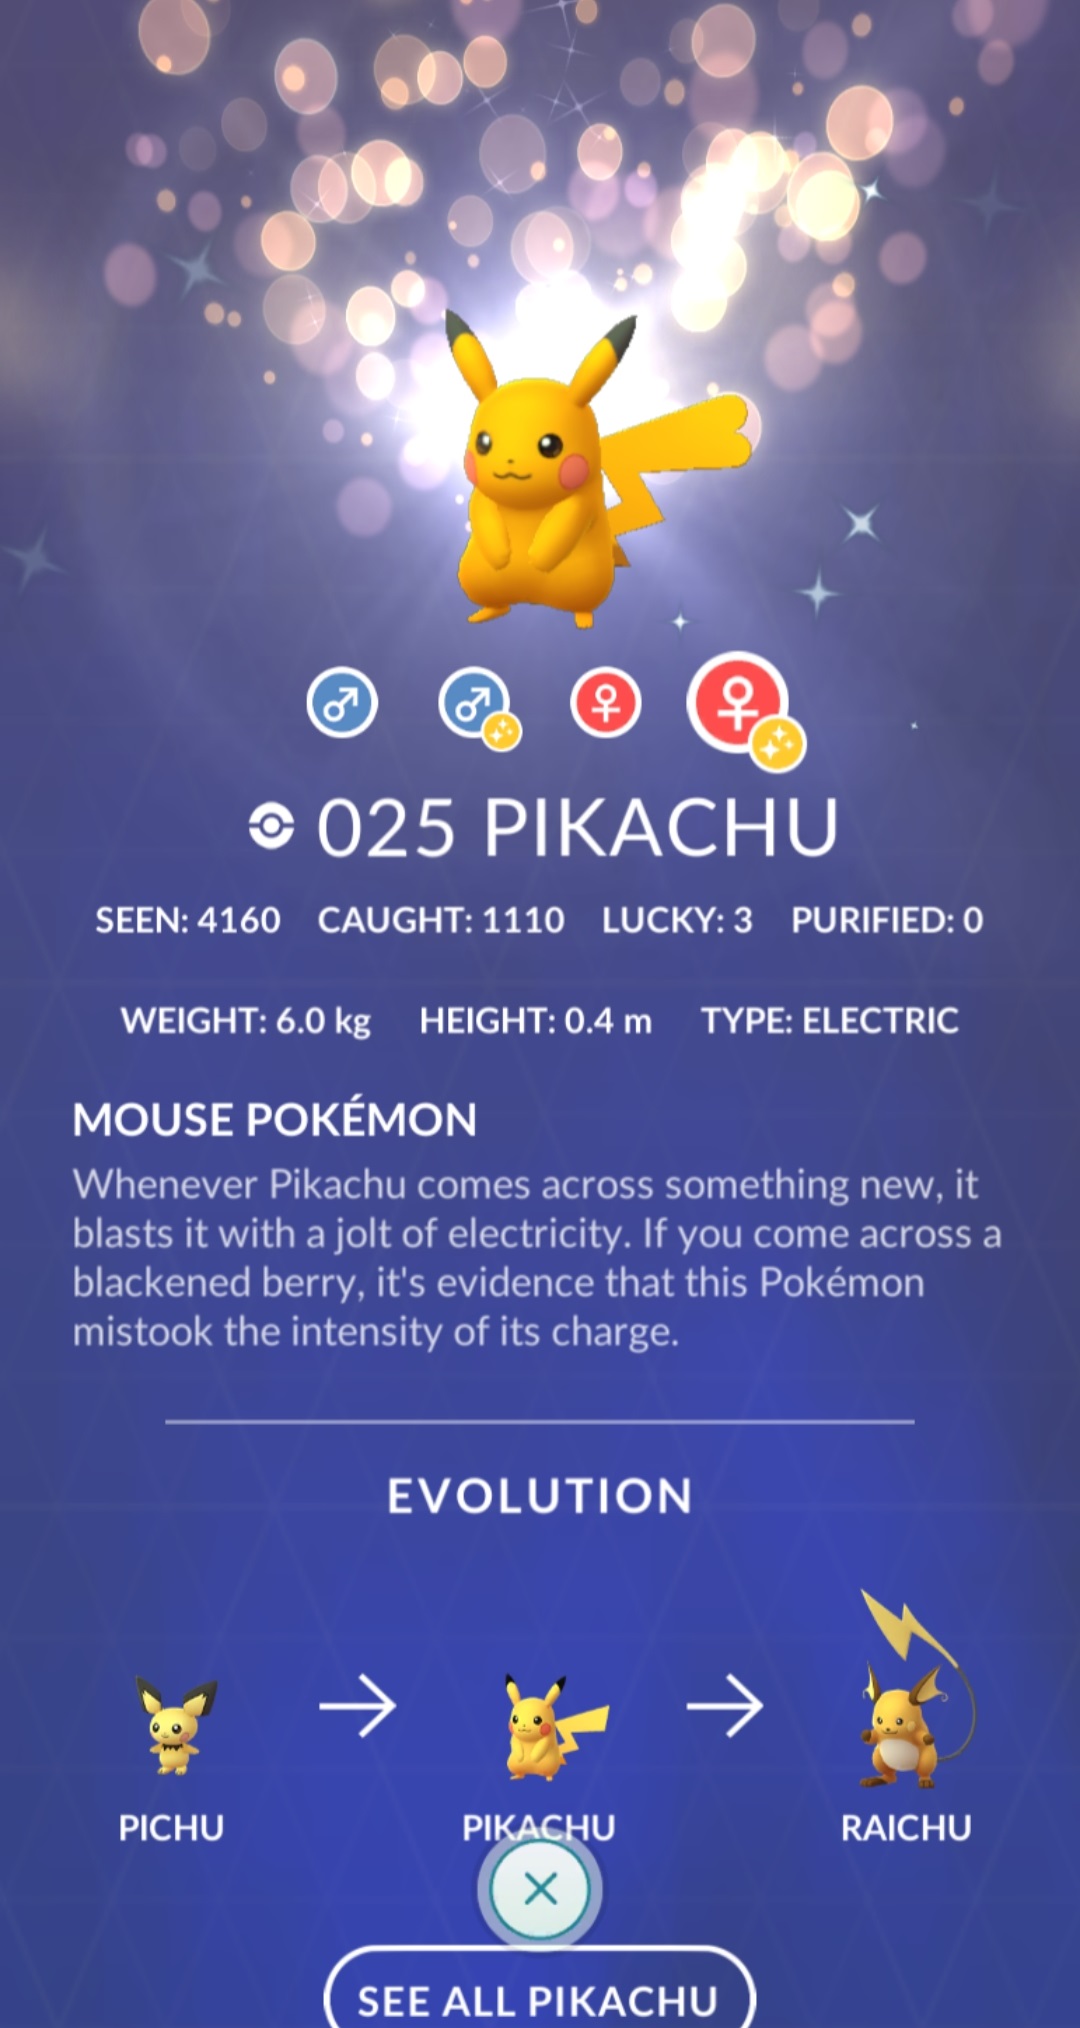 025 PIKACHU
SEEN: 4160 CAUGHT: 1110 LUCKY: 3 PURIFIED: 0
WEIGHT: 6.0 kg HEIGHT: 0.4 m TYPE: ELECTRIC
MOUSE POKÉMON
Whenever Pikachu comes across something new, it
blasts it with a jolt of electricity. If you come across a
blackened berry, it's evidence that this Pokémon
mistook the intensity of its charge.
EVOLUTION
PICHU PIKACHU RAICHU
SEE ALL PIKACHU